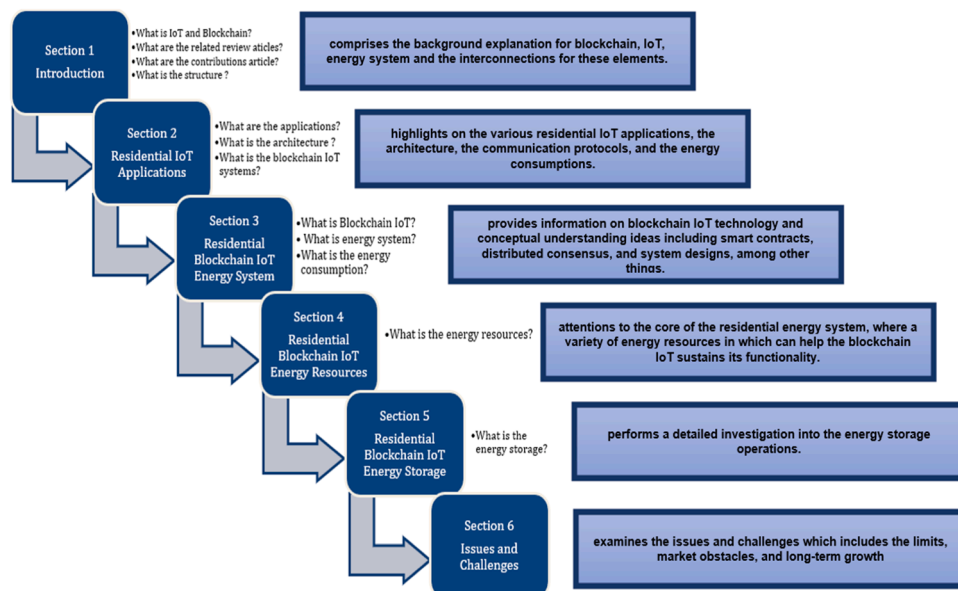 Section 1
Introduction
•What is IoT and Blockchain?
•What are the related review aticles?
•What are the contributions article?
•What is the structure ?
comprises the background explanation for blockchain, IoT,
energy system and the interconnections for these elements.
Section 2
Residential IoT
Applications
•What are the applications?
•What is the architecture ?
•What is the blockchain IoT
systems?
highlights on the various residential IoT applications, the
architecture, the communication protocols, and the energy
consumptions.
Section 3
Residential
Blockchain IoT
Energy System
•What is Blockchain IoT?
• What is energy system?
•What is the energy
consumption?
provides information on blockchain IoT technology and
conceptual understanding ideas including smart contracts,
distributed consensus, and system designs, among other
things.
Section 4
Residential
Blockchain IoT
Energy Resources
•What is the energy resources?
attentions to the core of the residential energy system, where a
variety of energy resources in which can help the blockchain
IoT sustains its functionality.
Section 5
Residential
Blockchain IoT
Energy Storage
•What is the
energy storage?
performs a detailed investigation into the energy storage
operations.
Section 6
Issues and
Challenges
examines the issues and challenges which includes the limits,
market obstacles, and long-term growth